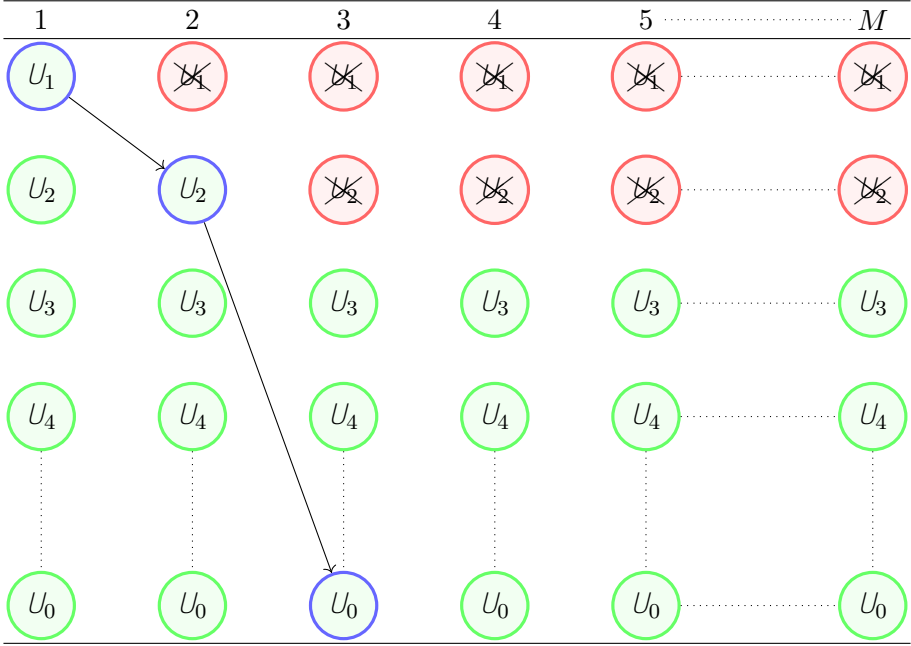 1 2 3 4 5 M
U₁ U₁ U₁ U₁ U₁ U₁
U₂ U₂ U₂ U₂ U₂ U₂
U₃ U₃ U₃ U₃ U₃ U₃
U₄ U₄ U₄ U₄ U₄ U₄
U₀ U₀ U₀ U₀ U₀ U₀